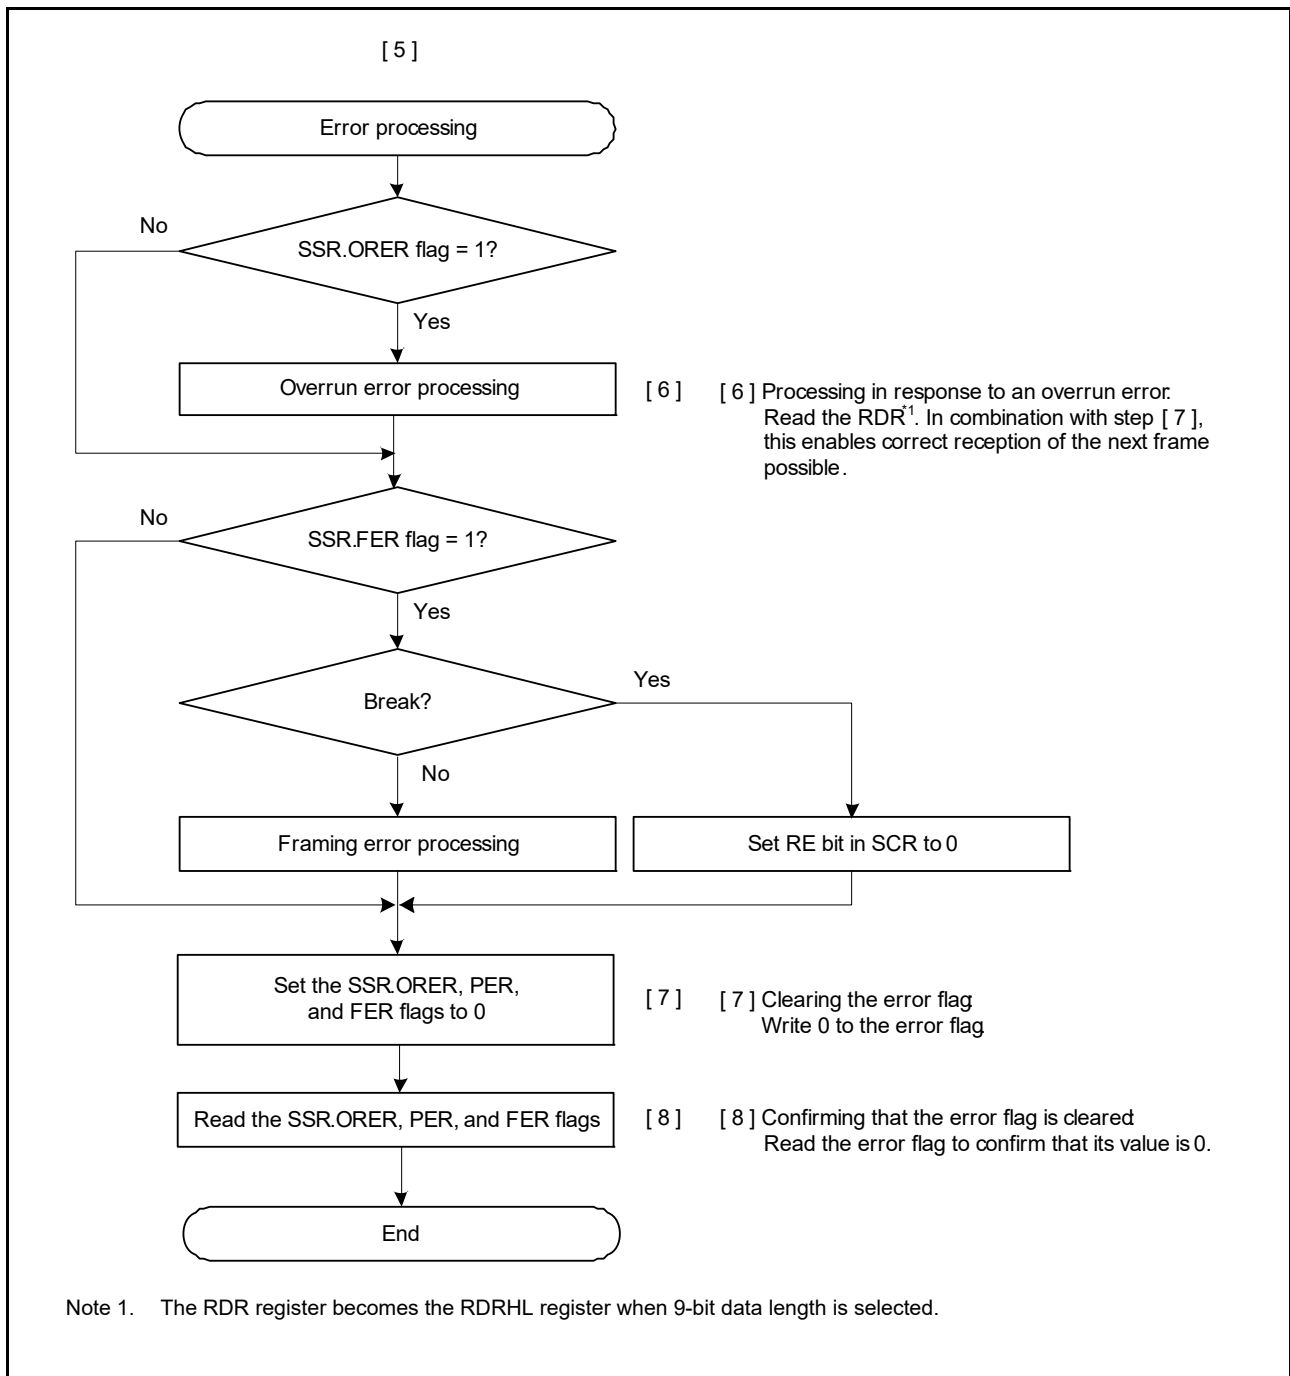 [ 5 ]
Error processing
No
SSR.ORER flag = 1?
Yes
Overrun error processing
[ 6 ]
[ 6 ] Processing in response to an overrun error:
Read the RDR*1. In combination with step [ 7 ],
this enables correct reception of the next frame
possible.
No
SSR.FER flag = 1?
Yes
Break?
Yes
No
Framing error processing
Set RE bit in SCR to 0
Set the SSR.ORER, PER,
and FER flags to 0
[ 7 ]
[ 7 ] Clearing the error flag:
Write 0 to the error flag.
Read the SSR.ORER, PER, and FER flags
[ 8 ]
[ 8 ] Confirming that the error flag is cleared:
Read the error flag to confirm that its value is 0.
End
Note 1. The RDR register becomes the RDRHL register when 9-bit data length is selected.